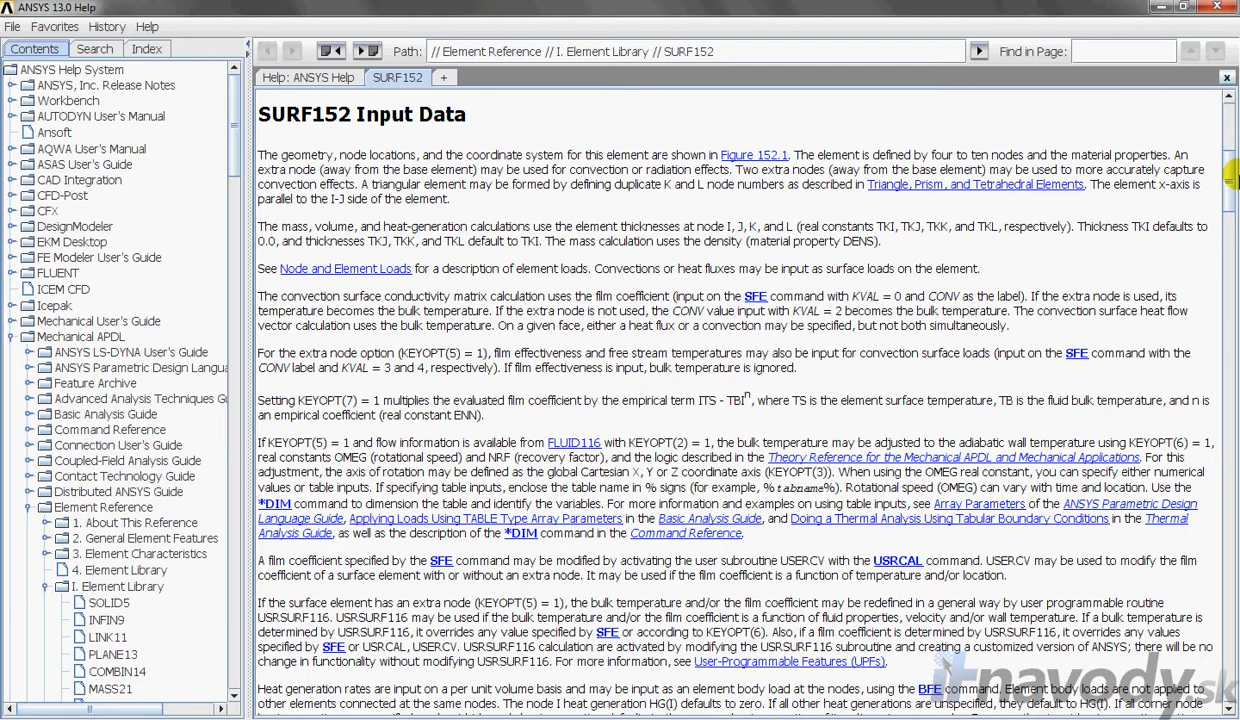 ANSYS 13.0 Help
File Favorites History Help
Contents Search Index
Path: // Element Reference // I. Element Library // SURF152 Find in Page:
ANSYS Help System
ANSYS, Inc. Release Notes
Workbench
AUTODYN User's Manual
Ansoft
AQWA User's Manual
ASAS User's Guide
CAD Integration
CFD-Post
CFX
DesignModeler
EKM Desktop
FE Modeler User's Guide
FLUENT
ICEM CFD
Icepak
Mechanical User's Guide
Mechanical APDL
ANSYS LS-DYNA User's Guide
ANSYS Parametric Design Langua
Feature Archive
Advanced Analysis Techniques Gu
Basic Analysis Guide
Command Reference
Connection User's Guide
Coupled-Field Analysis Guide
Contact Technology Guide
Distributed ANSYS Guide
Element Reference
1. About This Reference
2. General Element Features
3. Element Characteristics
4. Element Library
I. Element Library
SOLID5
INFIN9
LINK11
PLANE13
COMBIN14
MASS21
Help: ANSYS Help SURF152 +
SURF152 Input Data
The geometry, node locations, and the coordinate system for this element are shown in Figure 152.1. The element is defined by four to ten nodes and the material properties. An
extra node (away from the base element) may be used for convection or radiation effects. Two extra nodes (away from the base element) may be used to more accurately capture
convection effects. A triangular element may be formed by defining duplicate K and L node numbers as described in Triangle, Prism, and Tetrahedral Elements. The element x-axis is
parallel to the I-J side of the element.
The mass, volume, and heat-generation calculations use the element thicknesses at node I, J, K, and L (real constants TKI, TKJ, TKK, and TKL, respectively). Thickness TKI defaults to
0.0, and thicknesses TKJ, TKK, and TKL default to TKI. The mass calculation uses the density (material property DENS).
See Node and Element Loads for a description of element loads. Convections or heat fluxes may be input as surface loads on the element.
The convection surface conductivity matrix calculation uses the film coefficient (input on the SFE command with KVAL = 0 and CONV as the label). If the extra node is used, its
temperature becomes the bulk temperature. If the extra node is not used, the CONV value input with KVAL = 2 becomes the bulk temperature. The convection surface heat flow
vector calculation uses the bulk temperature. On a given face, either a heat flux or a convection may be specified, but not both simultaneously.
For the extra node option (KEYOPT(5) = 1), film effectiveness and free stream temperatures may also be input for convection surface loads (input on the SFE command with the
CONV label and KVAL = 3 and 4, respectively). If film effectiveness is input, bulk temperature is ignored.
Setting KEYOPT(7) = 1 multiplies the evaluated film coefficient by the empirical term ITS - TBI^n, where TS is the element surface temperature, TB is the fluid bulk temperature, and n is
an empirical coefficient (real constant ENN).
If KEYOPT(5) = 1 and flow information is available from FLUID116 with KEYOPT(2) = 1, the bulk temperature may be adjusted to the adiabatic wall temperature using KEYOPT(6) = 1,
real constants OMEG (rotational speed) and NRF (recovery factor), and the logic described in the Theory Reference for the Mechanical APDL and Mechanical Applications. For this
adjustment, the axis of rotation may be defined as the global Cartesian X, Y or Z coordinate axis (KEYOPT(3)). When using the OMEG real constant, you can specify either numerical
values or table inputs. If specifying table inputs, enclose the table name in % signs (for example, %tabname%). Rotational speed (OMEG) can vary with time and location. Use the
*DIM command to dimension the table and identify the variables. For more information and examples on using table inputs, see Array Parameters of the ANSYS Parametric Design
Language Guide, Applying Loads Using TABLE Type Array Parameters in the Basic Analysis Guide, and Doing a Thermal Analysis Using Tabular Boundary Conditions in the Thermal
Analysis Guide, as well as the description of the *DIM command in the Command Reference.
A film coefficient specified by the SFE command may be modified by activating the user subroutine USERCV with the USRCAL command. USERCV may be used to modify the film
coefficient of a surface element with or without an extra node. It may be used if the film coefficient is a function of temperature and/or location.
If the surface element has an extra node (KEYOPT(5) = 1), the bulk temperature and/or the film coefficient may be redefined in a general way by user programmable routine
USRSURF116. USRSURF116 may be used if the bulk temperature and/or the film coefficient is a function of fluid properties, velocity and/or wall temperature. If a bulk temperature is
determined by USRSURF116, it overrides any value specified by SFE or according to KEYOPT(6). Also, if a film coefficient is determined by USRSURF116, it overrides any values
specified by SFE or USRCAL, USERCV. USRSURF116 calculation are activated by modifying the USRSURF116 subroutine and creating a customized version of ANSYS; there will be no
change in functionality without modifying USRSURF116. For more information, see User-Programmable Features (UPFs).
Heat generation rates are input on a per unit volume basis and may be input as an element body load at the nodes, using the BFE command. Element body loads are not applied to
other elements connected at the same nodes. The node I heat generation HG(I) defaults to zero. If all other heat generations are unspecified, they default to HG(I). If all corner node
itnavody.sk